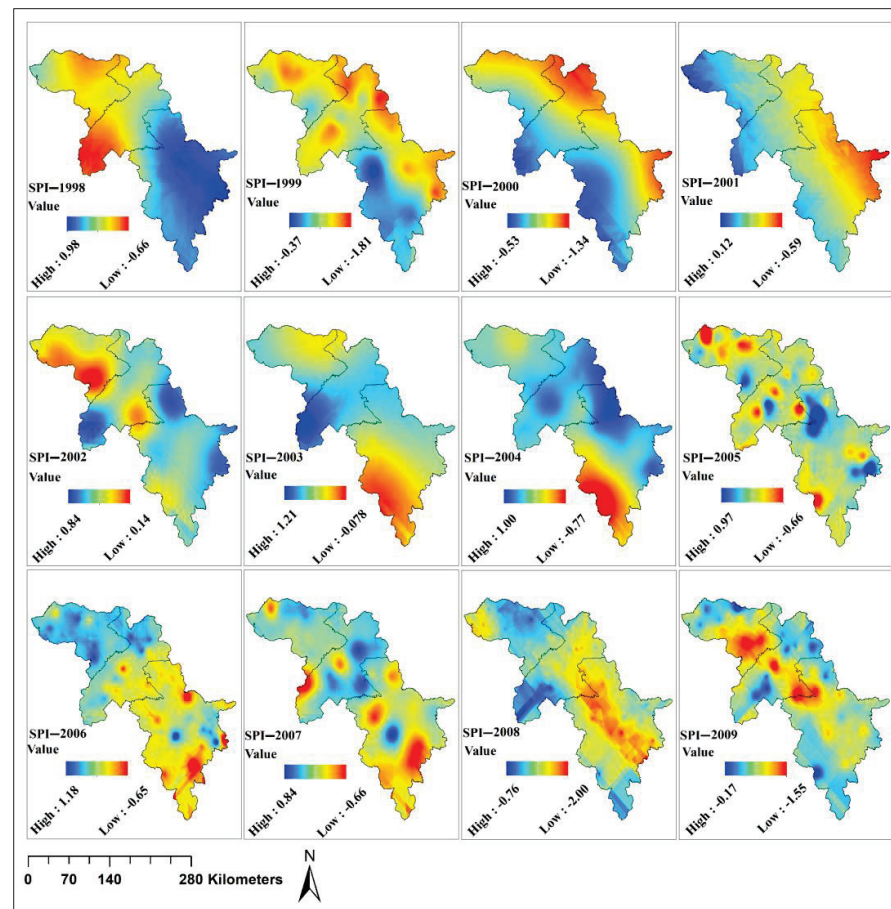 SPI—1998
Value
High : 0.98 Low : -0.66
SPI—1999
Value
High : -0.37 Low : -1.81
SPI—2000
Value
High : -0.53 Low : -1.34
SPI—2001
Value
High : 0.12 Low : -0.59
SPI—2002
Value
High : 0.84 Low : 0.14
SPI—2003
Value
High : 1.21 Low : -0.078
SPI—2004
Value
High : 1.00 Low : -0.77
SPI—2005
Value
High : 0.97 Low : -0.66
SPI—2006
Value
High : 1.18 Low : -0.65
SPI—2007
Value
High : 0.84 Low : -0.66
SPI—2008
Value
High : -0.76 Low : -2.00
SPI—2009
Value
High : -0.17 Low : -1.55
0 70 140 280 Kilometers
N